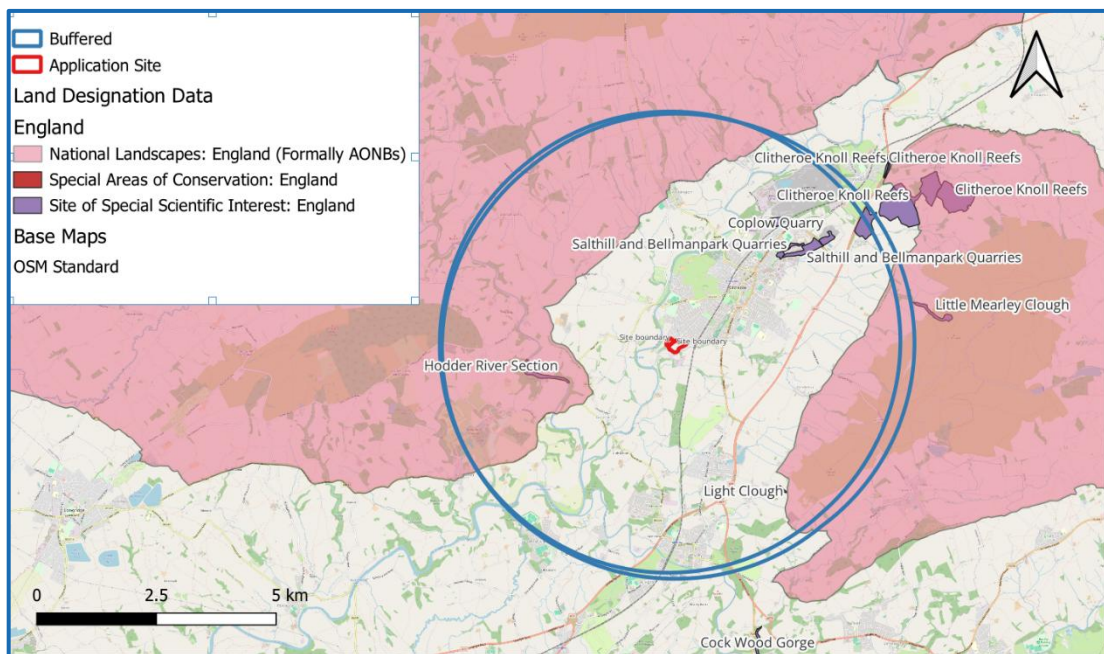 Buffered
Application Site
Land Designation Data
England
National Landscapes: England (Formally AONBs)
Special Areas of Conservation: England
Site of Special Scientific Interest: England
Base Maps
OSM Standard
Clitheroe Knoll Reefs
Clitheroe Knoll Reefs
Clitheroe Knoll Reefs
Clitheroe Knoll Reefs
Coplow Quarry
Salthill and Bellmanpark Quarries
Salthill and Bellmanpark Quarries
Little Mearley Clough
Site boundary
Site boundary
Hodder River Section
Light Clough
Cock Wood Gorge
0 2.5 5 km